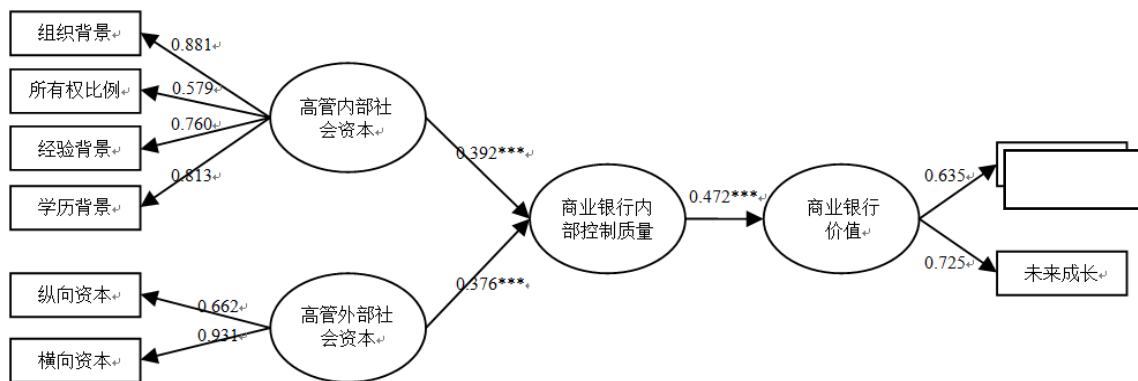 组织背景
0.881
所有权比例
0.579
高管内部社
会资本
经验背景
0.760
0.392***
0.813
学历背景
商业银行内
部控制质量
0.472***
商业银行
价值
0.635
0.725
未来成长
纵向资本
0.662
0.376***
高管外部社
会资本
0.931
横向资本